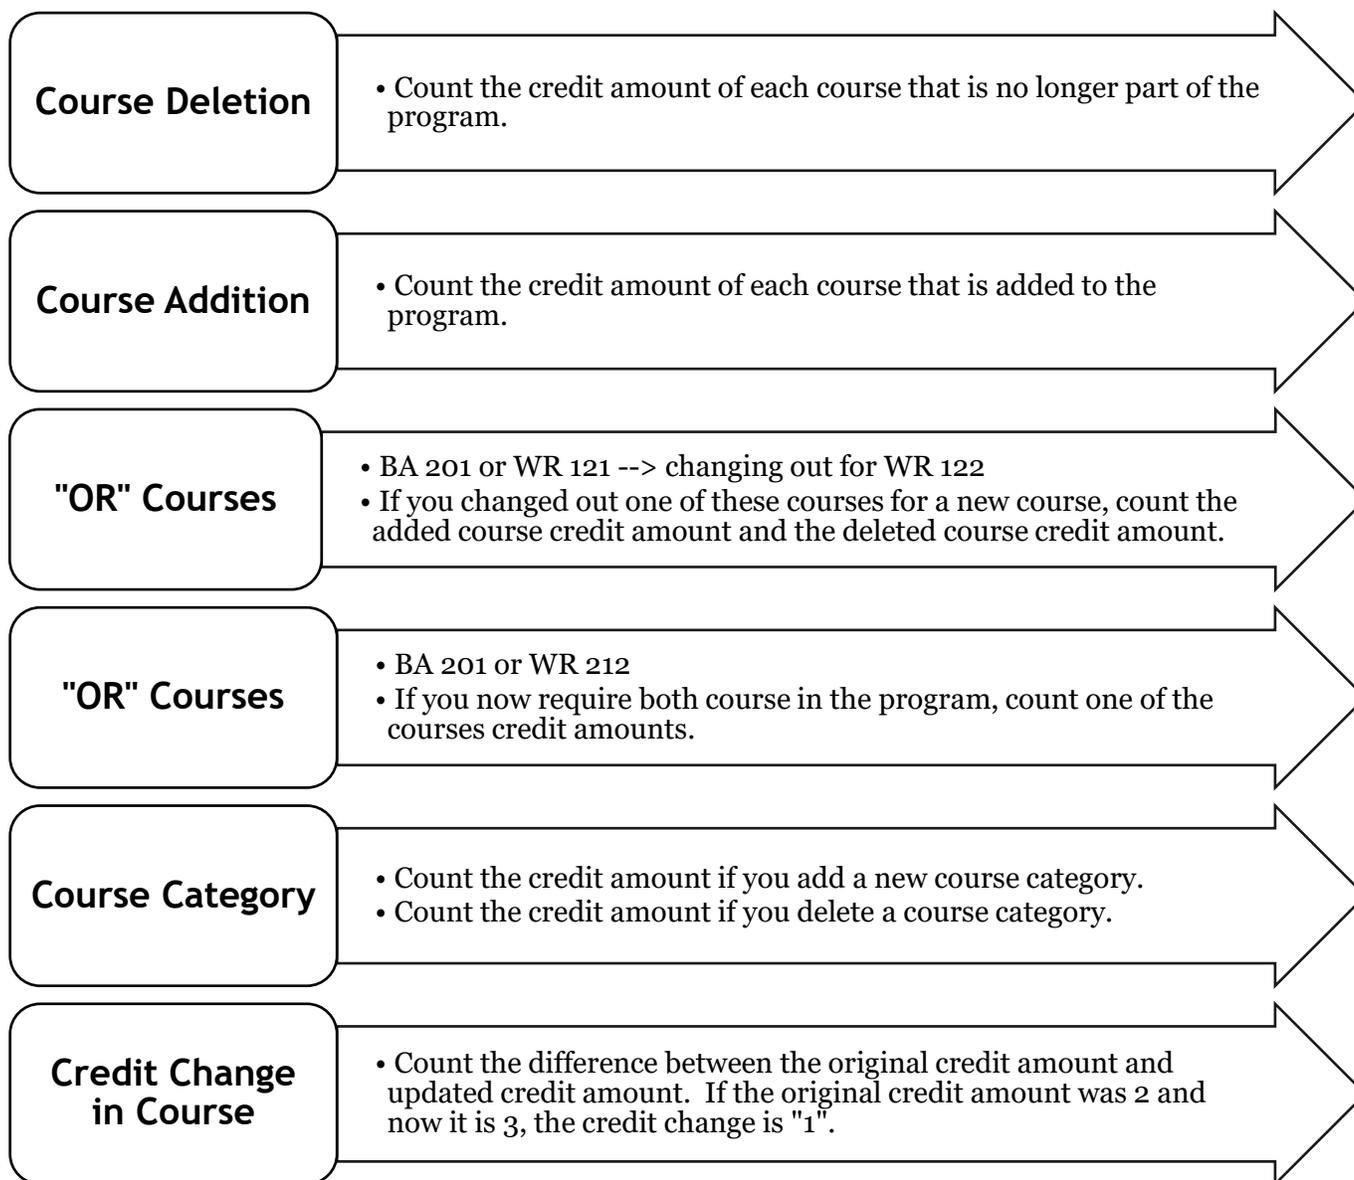 Course Deletion
• Count the credit amount of each course that is no longer part of the
program.
Course Addition
• Count the credit amount of each course that is added to the
program.
"OR" Courses
• BA 201 or WR 121 --> changing out for WR 122
• If you changed out one of these courses for a new course, count the
added course credit amount and the deleted course credit amount.
"OR" Courses
• BA 201 or WR 212
• If you now require both course in the program, count one of the
courses credit amounts.
Course Category
• Count the credit amount if you add a new course category.
• Count the credit amount if you delete a course category.
Credit Change
in Course
• Count the difference between the original credit amount and
updated credit amount.  If the original credit amount was 2 and
now it is 3, the credit change is "1".